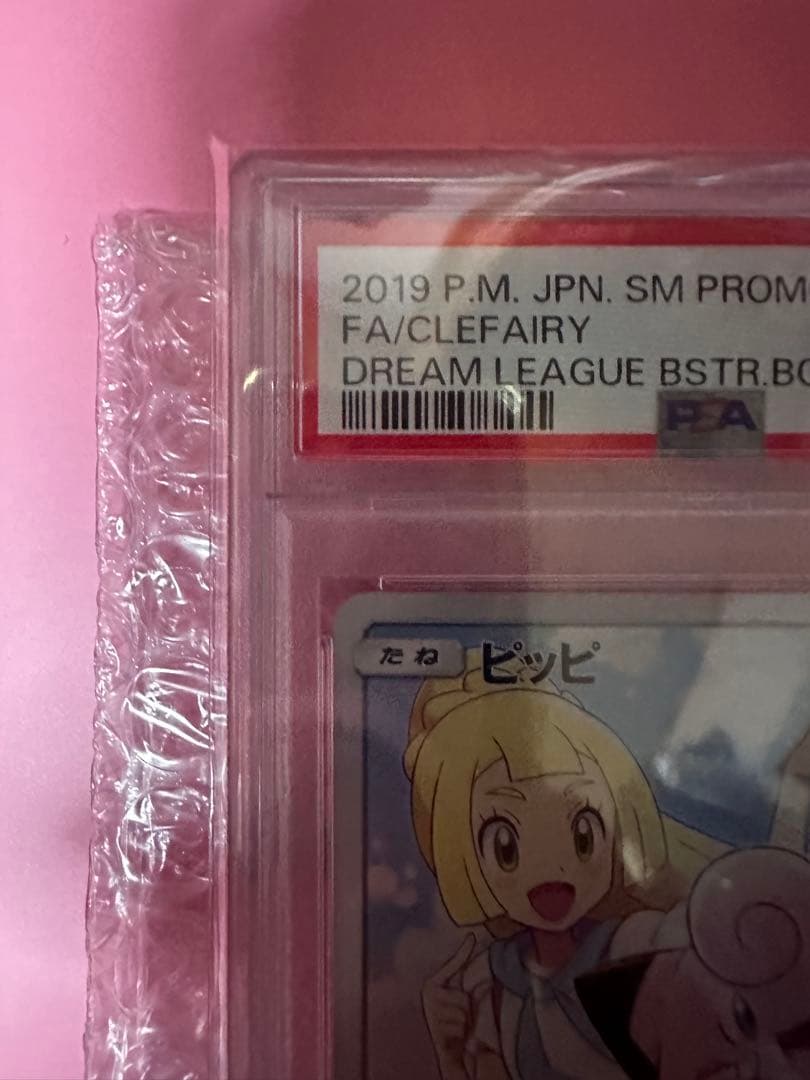 2019 P.M. JPN. SM PROMO
FA/CLEFAIRY
DREAM LEAGUE BSTR.BO
PSA
たね ピッピ